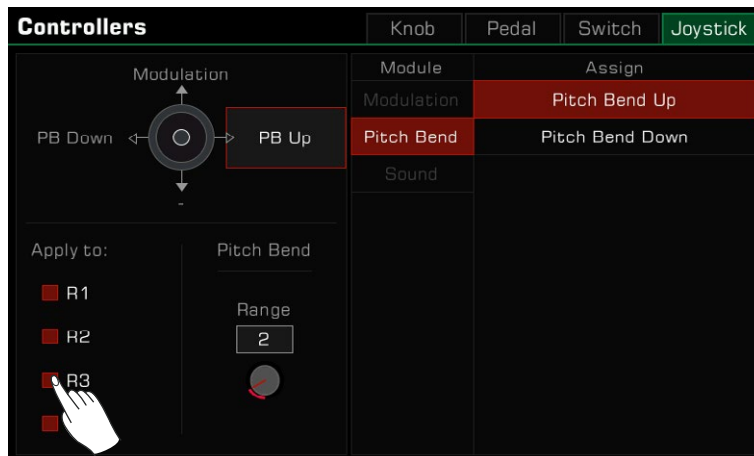 Controllers
Knob
Pedal
Switch
Joystick
Modulation
PB Down
PB Up
-
Apply to:
R1
R2
R3
Pitch Bend
Range
2
Module
Assign
Modulation
Pitch Bend
Sound
Pitch Bend Up
Pitch Bend Down